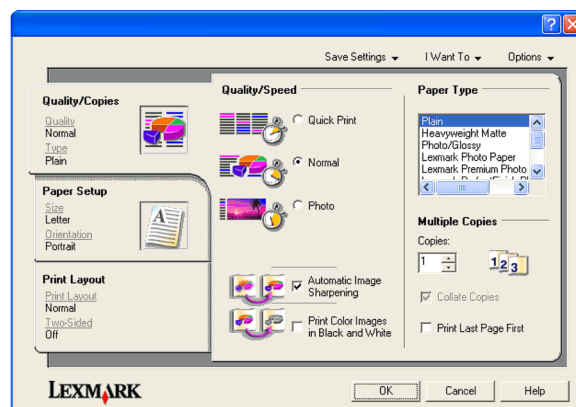 Save Settings
I Want To
Options
Quality/Copies
Quality
Normal
Type
Plain
Paper Setup
Size
Letter
Orientation
Portrait
Print Layout
Print Layout
Normal
Two-Sided
Off
Quality/Speed
Quick Print
Normal
Photo
Automatic Image
Sharpening
Print Color Images
in Black and White
Paper Type
Plain
Heavyweight Matte
Photo/Glossy
Lexmark Photo Paper
Lexmark Premium Photo
Multiple Copies
Copies:
1
1 2 3
Collate Copies
Print Last Page First
LEXMARK
OK
Cancel
Help